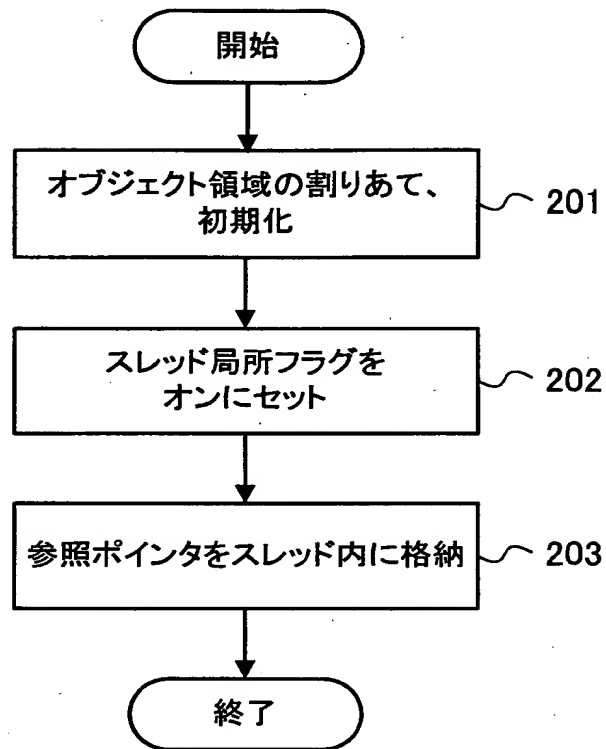 開始
オブジェクト領域の割りあて、
初期化
201
スレッド局所フラグを
オンにセット
202
参照ポインタをスレッド内に格納
203
終了